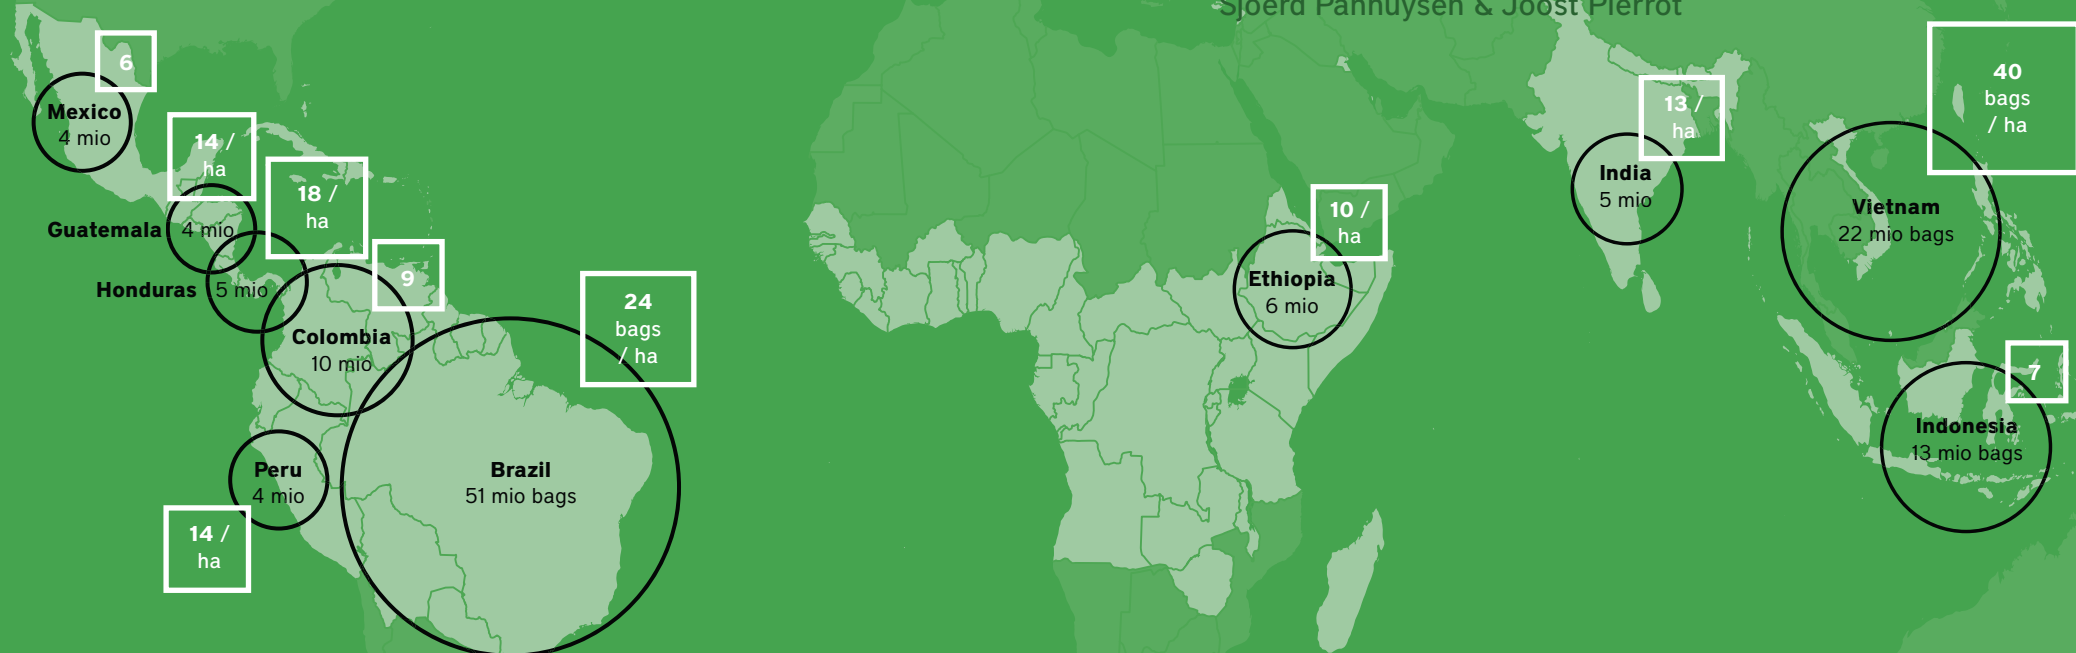 Sjoerd Panhuysen & Joost Pierrot
6
Mexico
4 mio
14 /
ha
18 /
ha
Guatemala
4 mio
Honduras
5 mio
9
Colombia
10 mio
24
bags
/ ha
Peru
4 mio
14 /
ha
Brazil
51 mio bags
10 /
ha
Ethiopia
6 mio
13 /
ha
India
5 mio
40
bags
/ ha
Vietnam
22 mio bags
7
Indonesia
13 mio bags